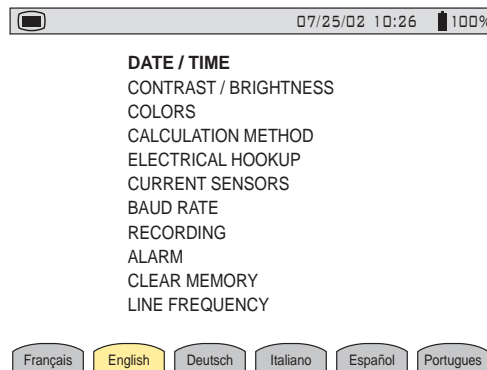 07/25/02 10:26 100%
DATE / TIME
CONTRAST / BRIGHTNESS
COLORS
CALCULATION METHOD
ELECTRICAL HOOKUP
CURRENT SENSORS
BAUD RATE
RECORDING
ALARM
CLEAR MEMORY
LINE FREQUENCY
Français English Deutsch Italiano Español Portugues